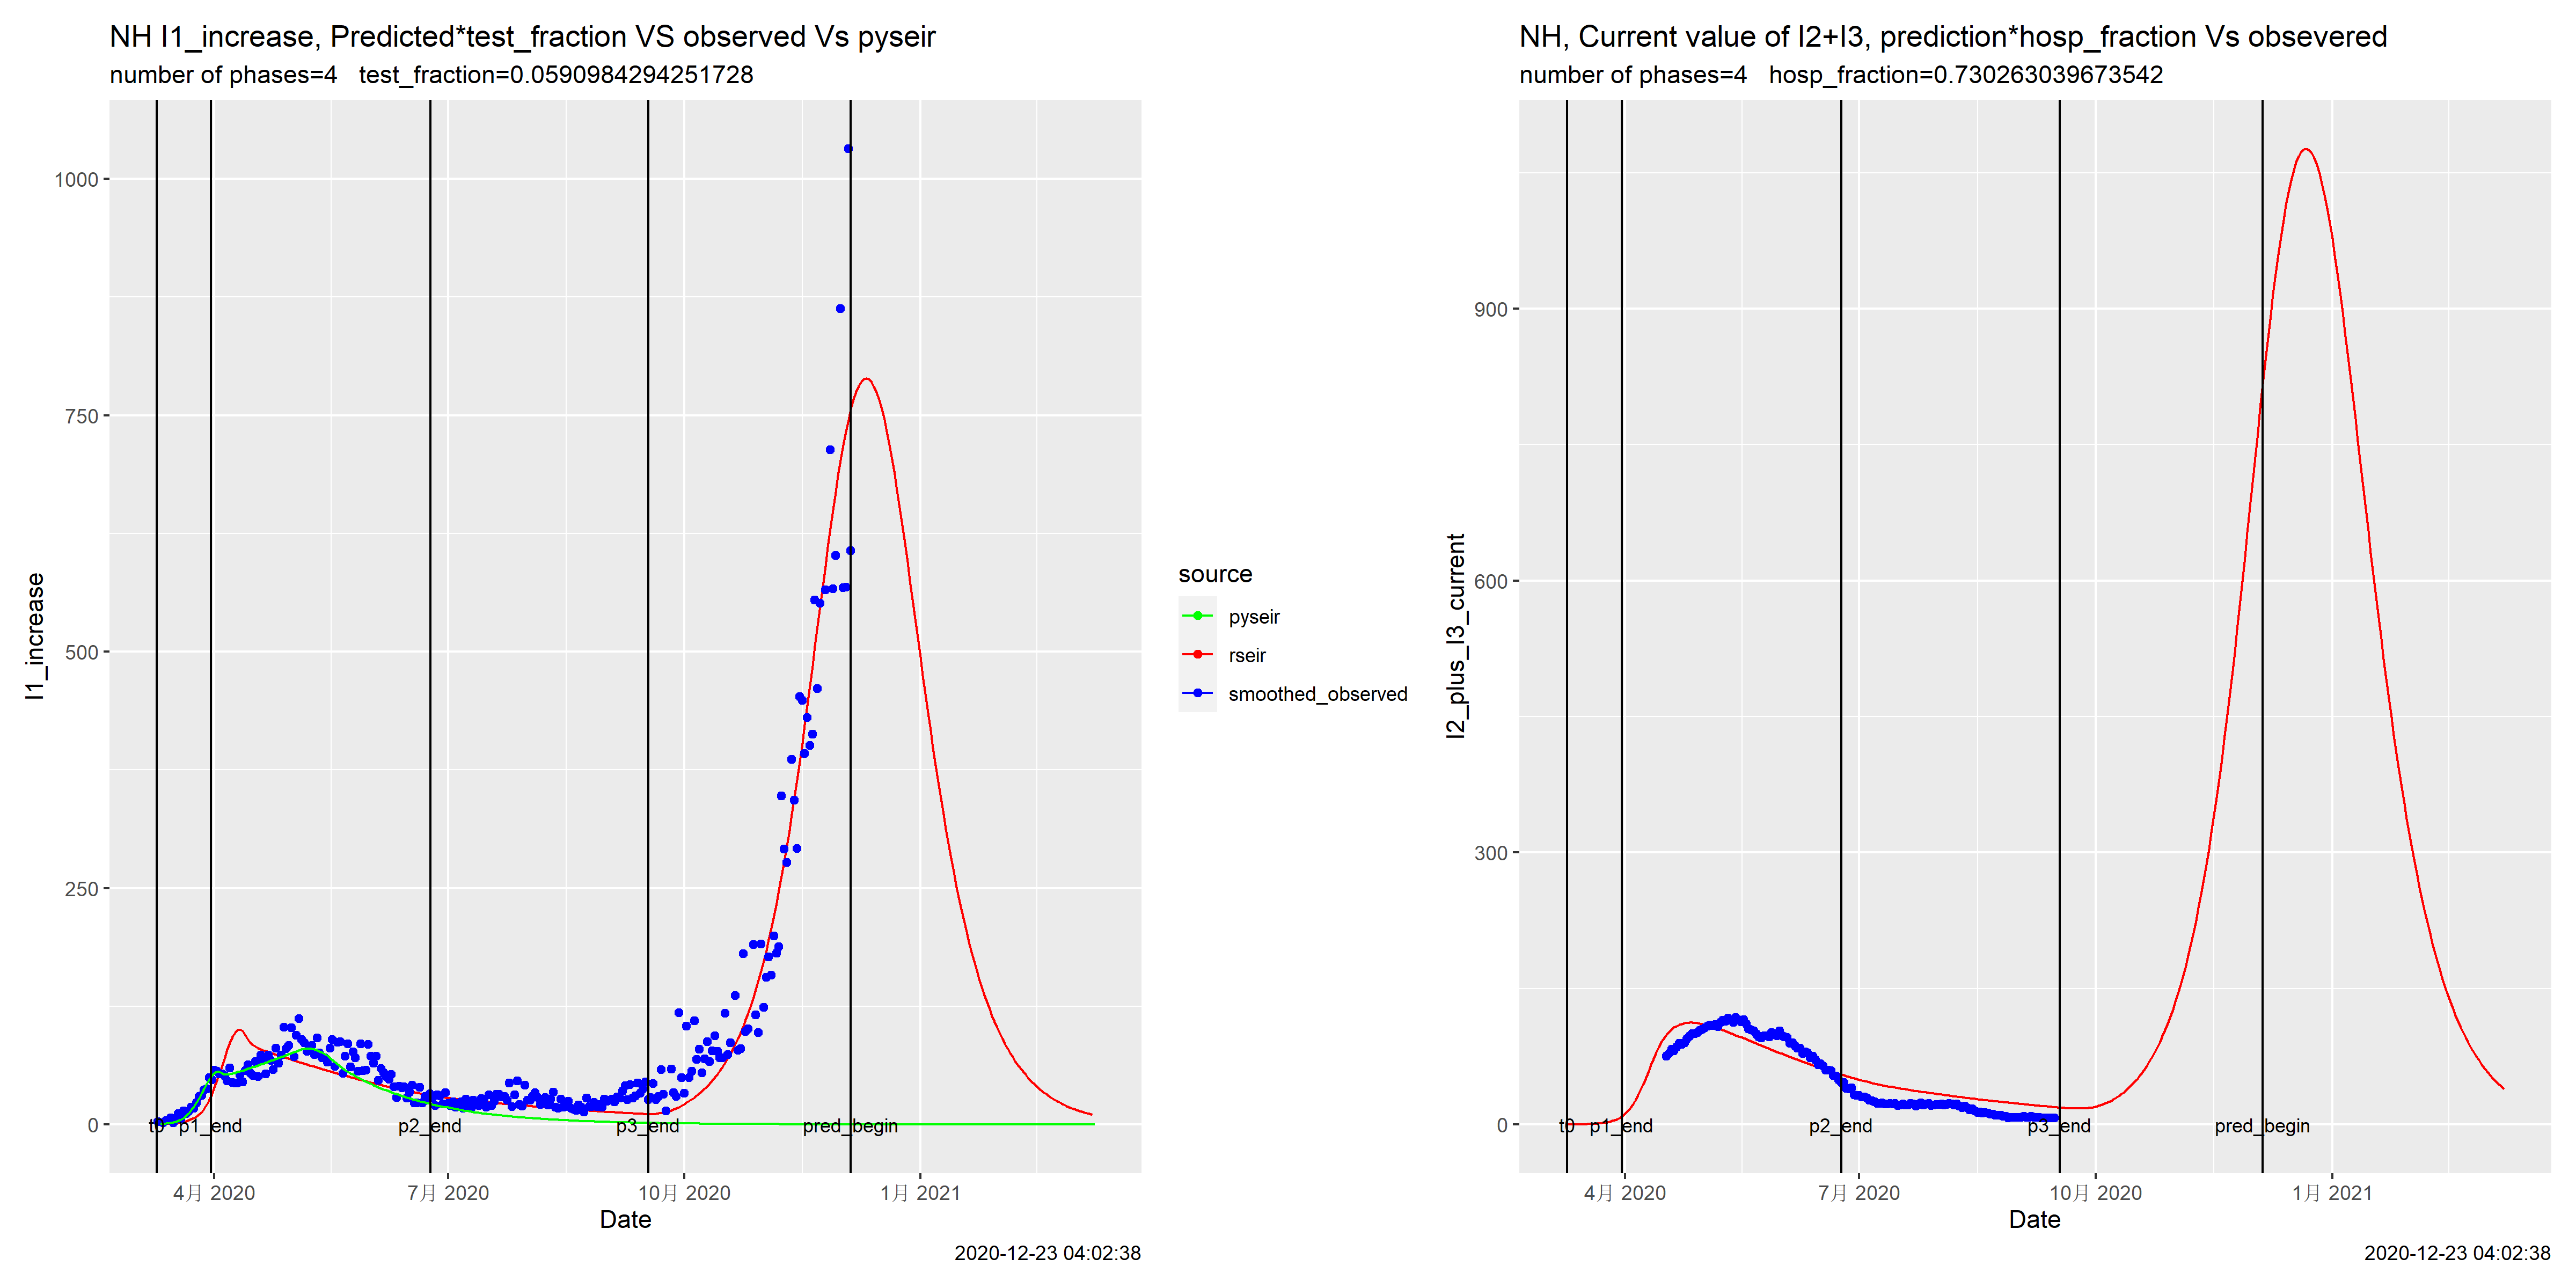 NH I1_increase, Predicted*test_fraction VS observed Vs pyseir
number of phases=4 test_fraction=0.0590984294251728
I1_increase
1000
750
500
250
0
t0 p1_end p2_end p3_end pred_begin
4月 2020 7月 2020 10月 2020 1月 2021
Date
2020-12-23 04:02:38
source
pyseir
rseir
smoothed_observed
NH, Current value of I2+I3, prediction*hosp_fraction Vs obsevered
number of phases=4 hosp_fraction=0.730263039673542
I2_plus_I3_current
900
600
300
0
t0 p1_end p2_end p3_end pred_begin
4月 2020 7月 2020 10月 2020 1月 2021
Date
2020-12-23 04:02:38